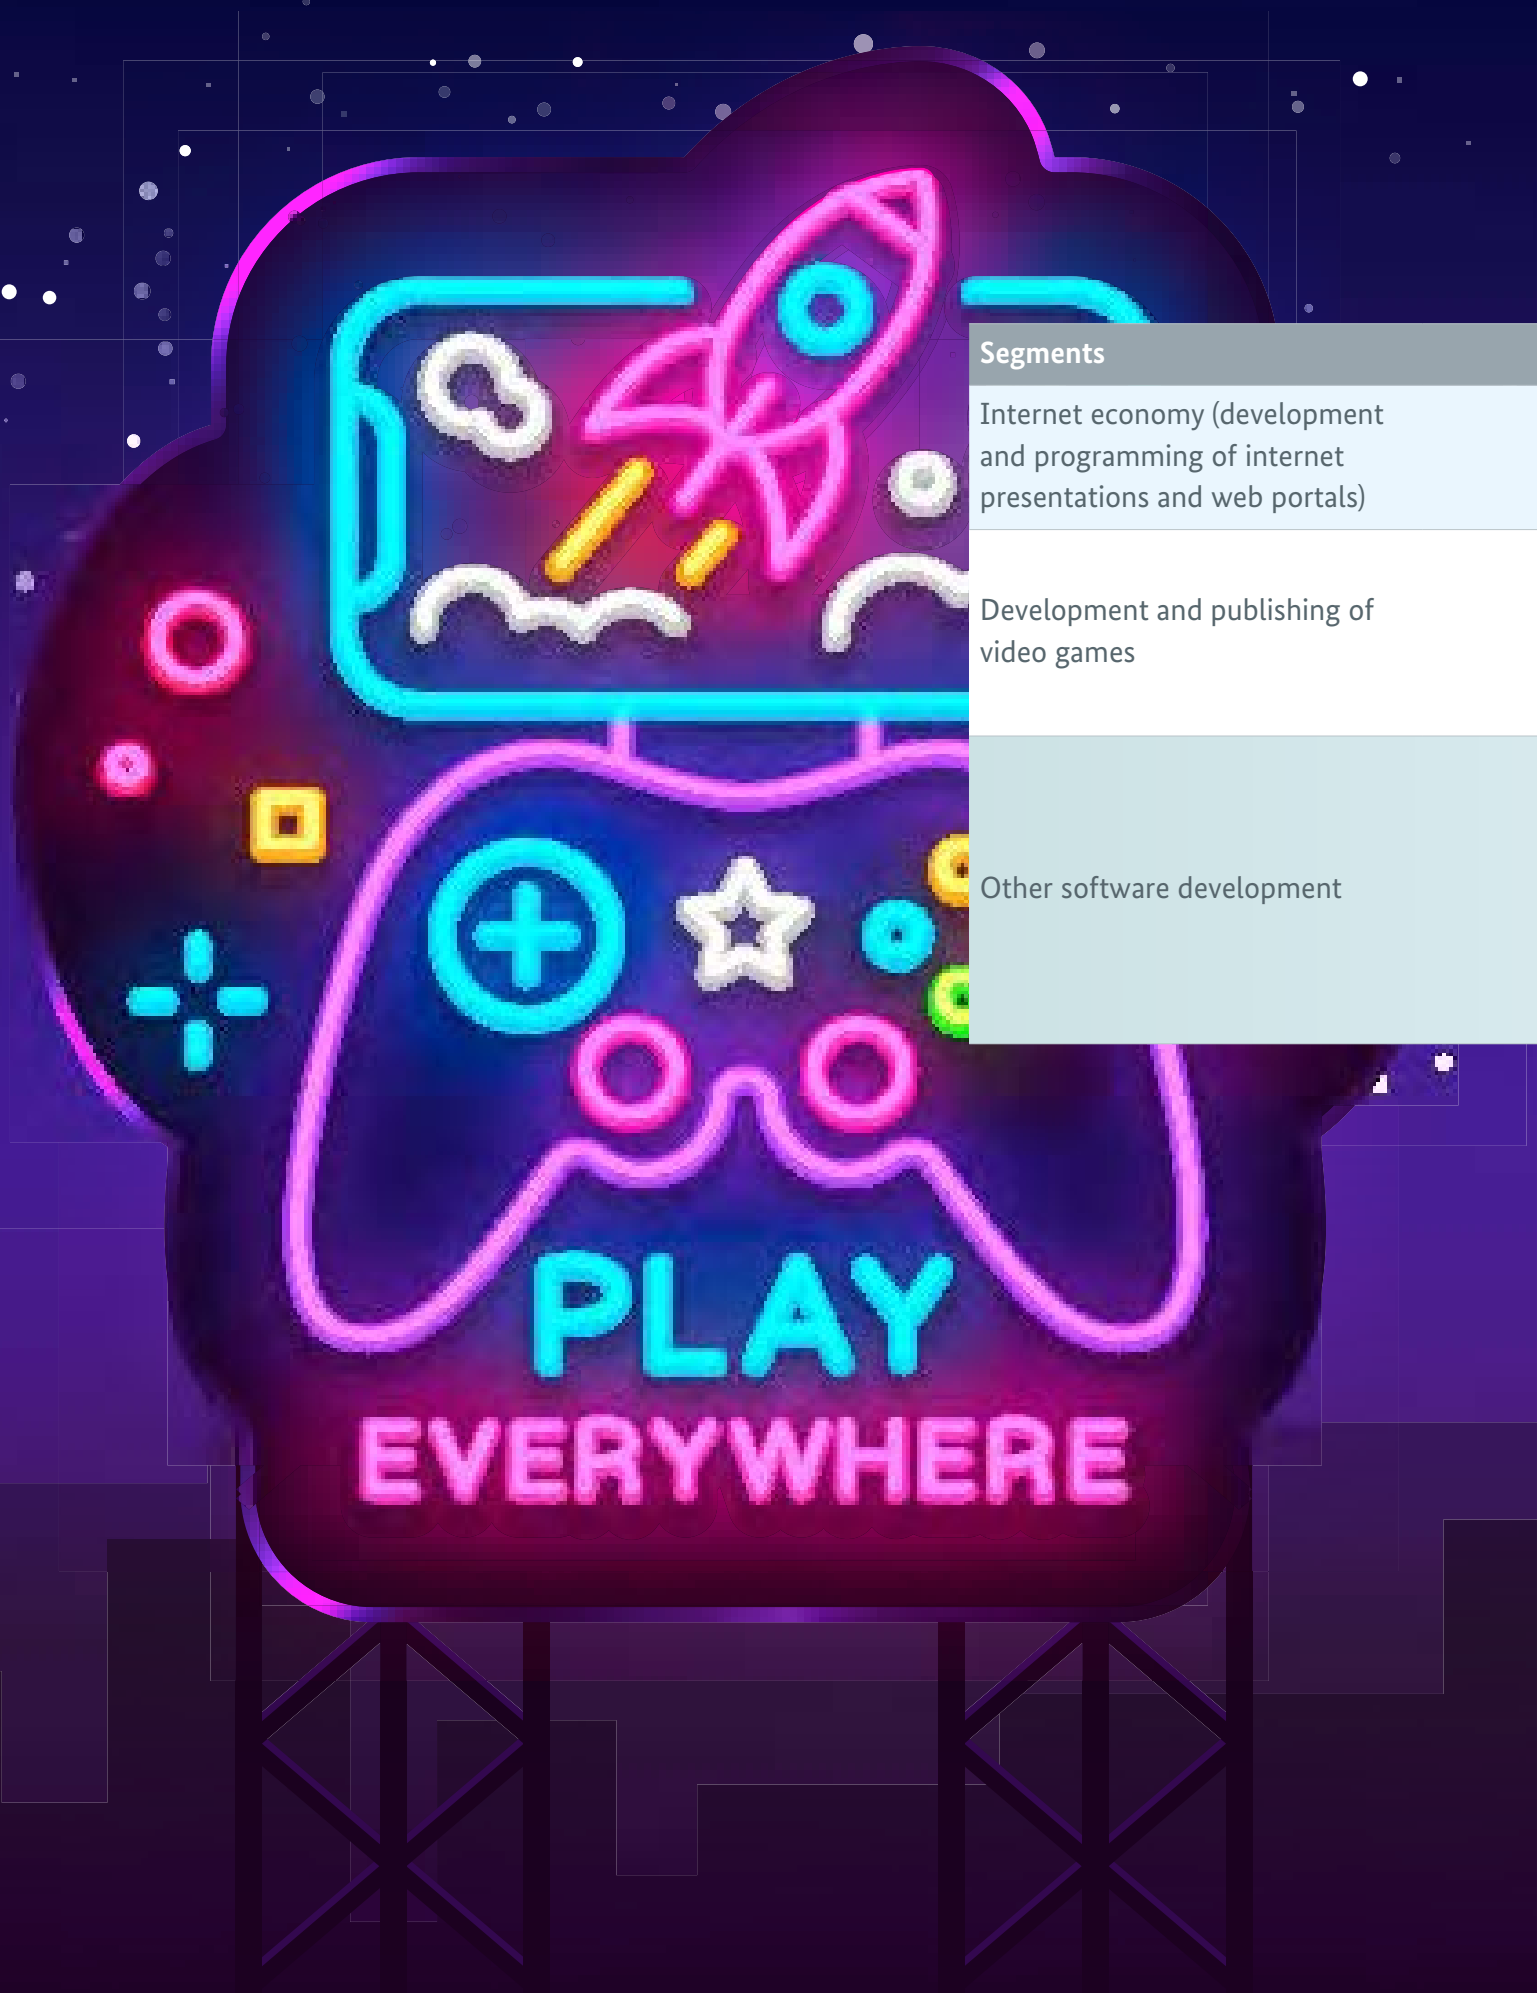 Segments
Internet economy (development
and programming of internet
presentations and web portals)
Development and publishing of
video games
Other software development
PLAY
EVERYWHERE